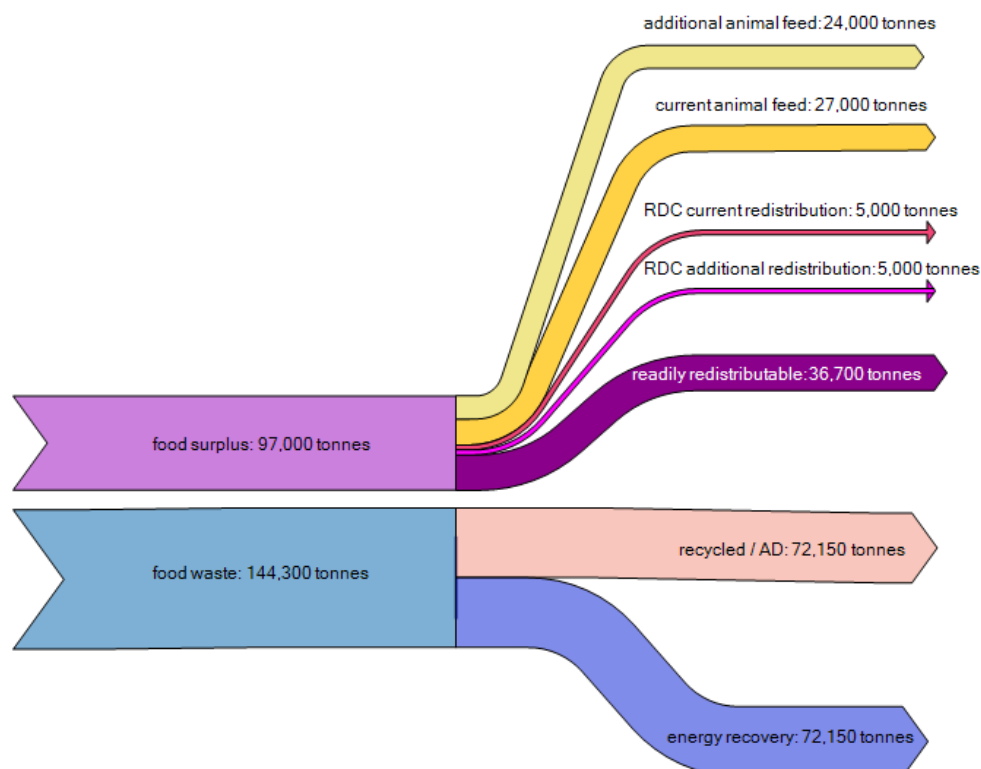 additional animal feed: 24,000 tonnes
current animal feed: 27,000 tonnes
RDC current redistribution: 5,000 tonnes
RDC additional redistribution: 5,000 tonnes
readily redistributable: 36,700 tonnes
food surplus: 97,000 tonnes
recycled / AD: 72,150 tonnes
food waste: 144,300 tonnes
energy recovery: 72,150 tonnes